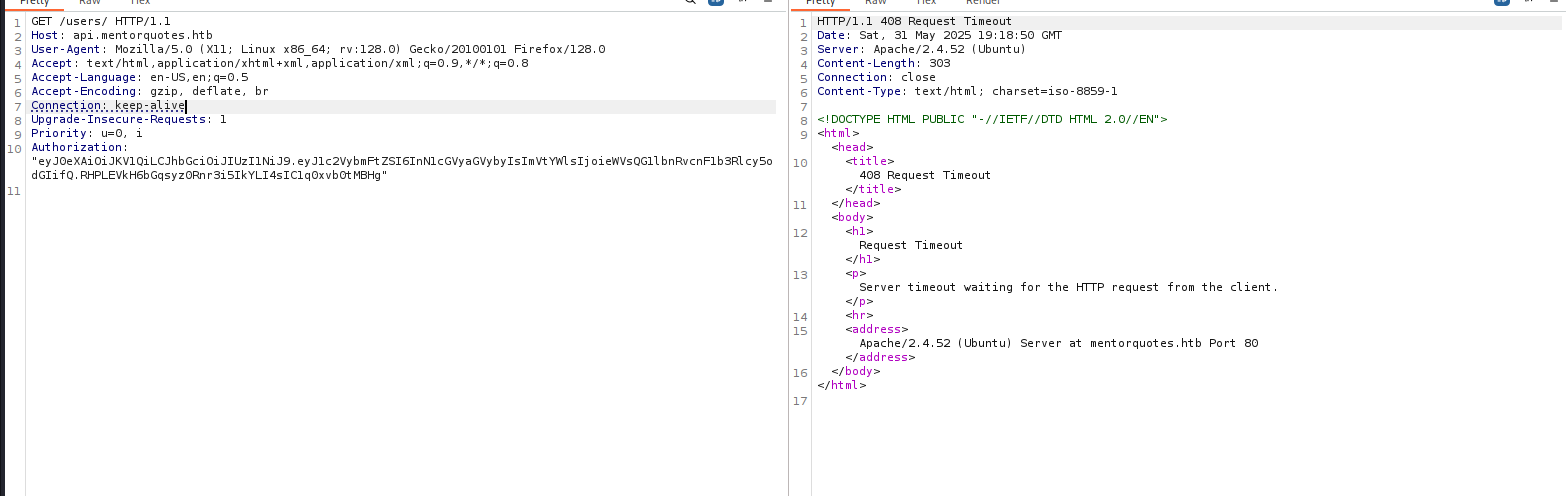 Pretty Raw Hex
1 GET /users/ HTTP/1.1
2 Host: api.mentorquotes.htb
3 User-Agent: Mozilla/5.0 (X11; Linux x86_64; rv:128.0) Gecko/20100101 Firefox/128.0
4 Accept: text/html,application/xhtml+xml,application/xml;q=0.9,*/*;q=0.8
5 Accept-Language: en-US,en;q=0.5
6 Accept-Encoding: gzip, deflate, br
7 Connection: keep-alive
8 Upgrade-Insecure-Requests: 1
9 Priority: u=0, i
10 Authorization:
"eyJ0eXAiOiJKV1QiLCJhbGciOiJIUzI1NiJ9.eyJ1c2VybmFtZSI6InN1cGVyaGVybyIsImVtYWlsIjoieWVsQG1lbnRvcnF1b3Rlcy5o
dGIifQ.RHPLEVkH6bGqsyz0Rnr3i5IkYLI4sIC1q0xvb0tMBHg"
11
Pretty Raw Hex Render
1 HTTP/1.1 408 Request Timeout
2 Date: Sat, 31 May 2025 19:18:50 GMT
3 Server: Apache/2.4.52 (Ubuntu)
4 Content-Length: 303
5 Connection: close
6 Content-Type: text/html; charset=iso-8859-1
7
8 <!DOCTYPE HTML PUBLIC "-//IETF//DTD HTML 2.0//EN">
9 <html>
<head>
10 <title>
408 Request Timeout
</title>
11 </head>
<body>
12 <h1>
Request Timeout
</h1>
13 <p>
Server timeout waiting for the HTTP request from the client.
</p>
14 <hr>
15 <address>
Apache/2.4.52 (Ubuntu) Server at mentorquotes.htb Port 80
</address>
16 </body>
</html>
17